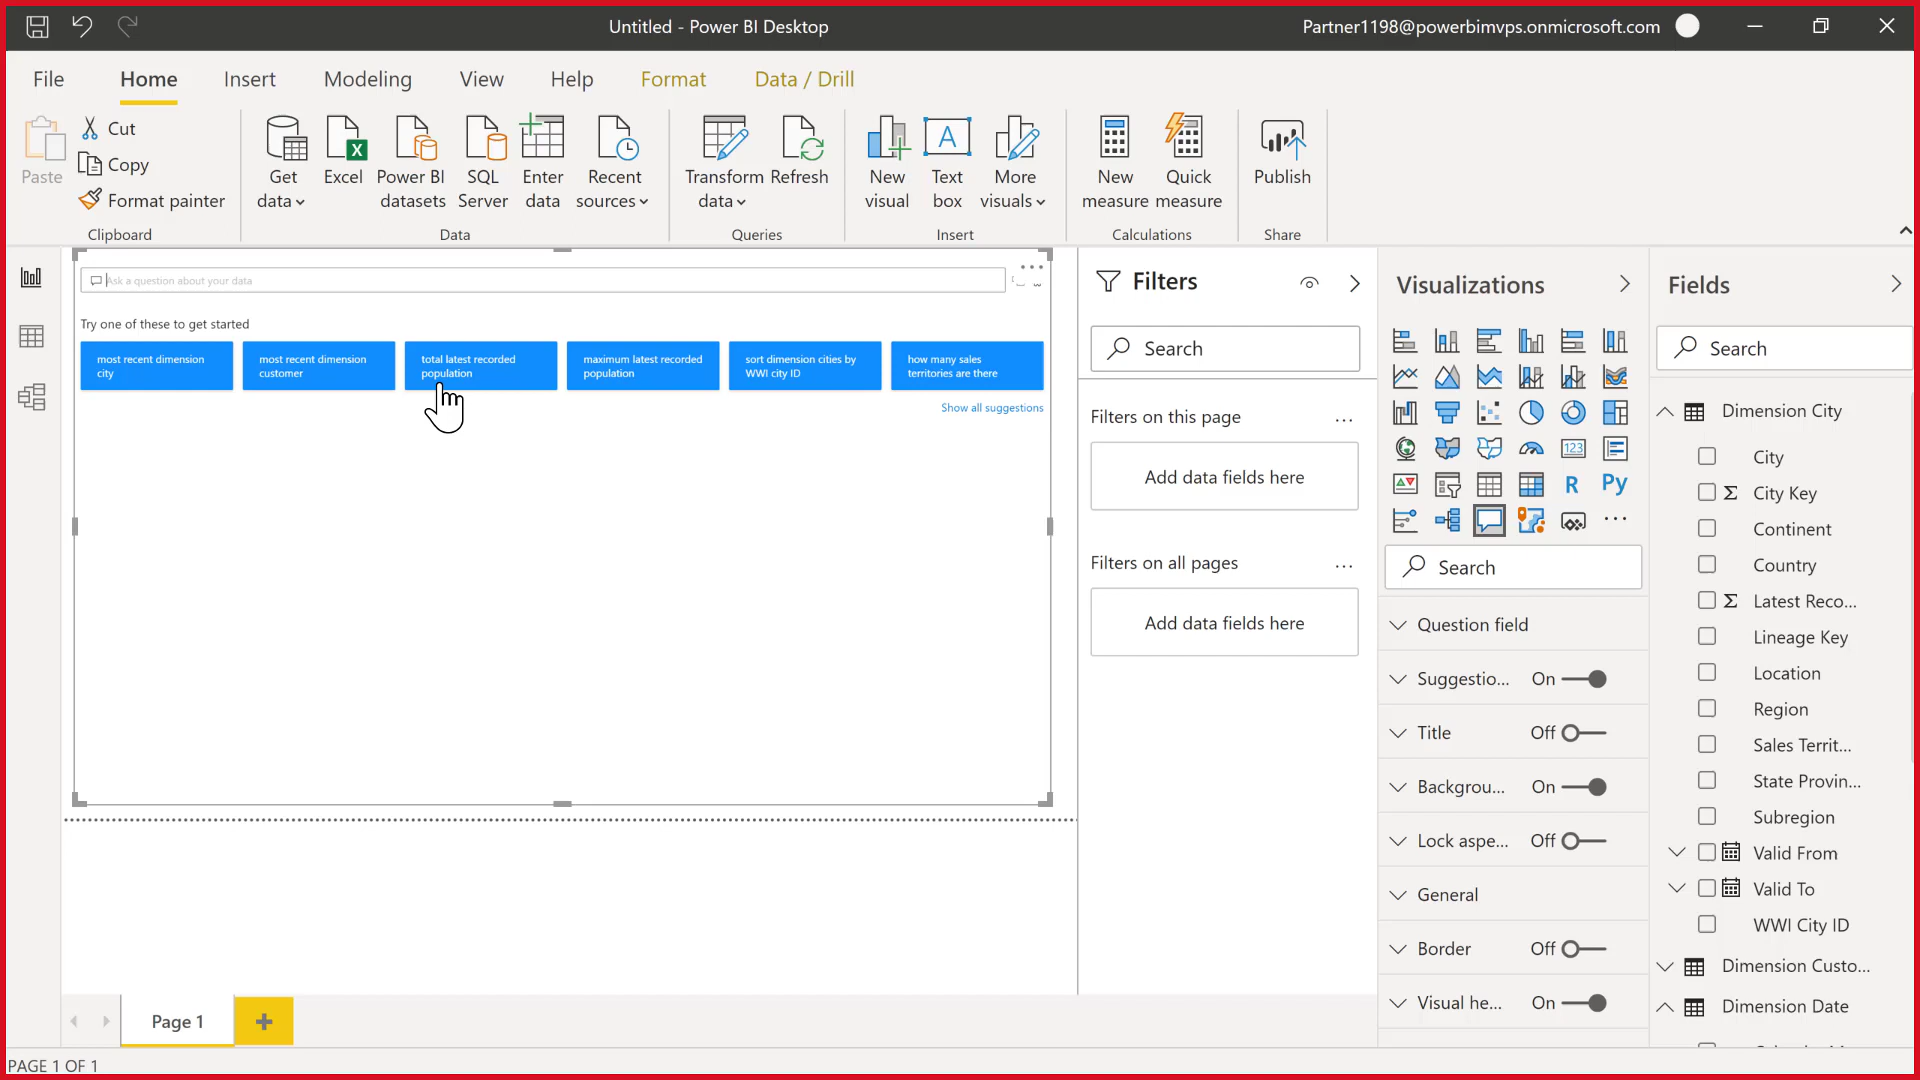 Untitled - Power BI Desktop
Partner1198@powerbimvps.onmicrosoft.com
File Home Insert Modeling View Help Format Data / Drill
Paste
Cut
Copy
Format painter
Clipboard
Get data
Excel
Power BI datasets
SQL Server
Enter data
Recent sources
Data
Transform data
Refresh
Queries
New visual
Text box
More visuals
Insert
New measure
Quick measure
Calculations
Publish
Share
Ask a question about your data
Try one of these to get started
most recent dimension
city
most recent dimension
customer
total latest recorded
population
maximum latest recorded
population
sort dimension cities by
WWI city ID
how many sales
territories are there
Show all suggestions
Filters
Search
Filters on this page
...
Add data fields here
Filters on all pages
...
Add data fields here
Visualizations
123
R
Py
...
Search
Question field
Suggestio... On
Title Off
Backgrou... On
Lock aspe... Off
General
Border Off
Visual he... On
Fields
Search
Dimension City
City
Σ City Key
Continent
Country
Σ Latest Reco...
Lineage Key
Location
Region
Sales Territ...
State Provin...
Subregion
Valid From
Valid To
WWI City ID
Dimension Custo...
Dimension Date
Page 1
PAGE 1 OF 1